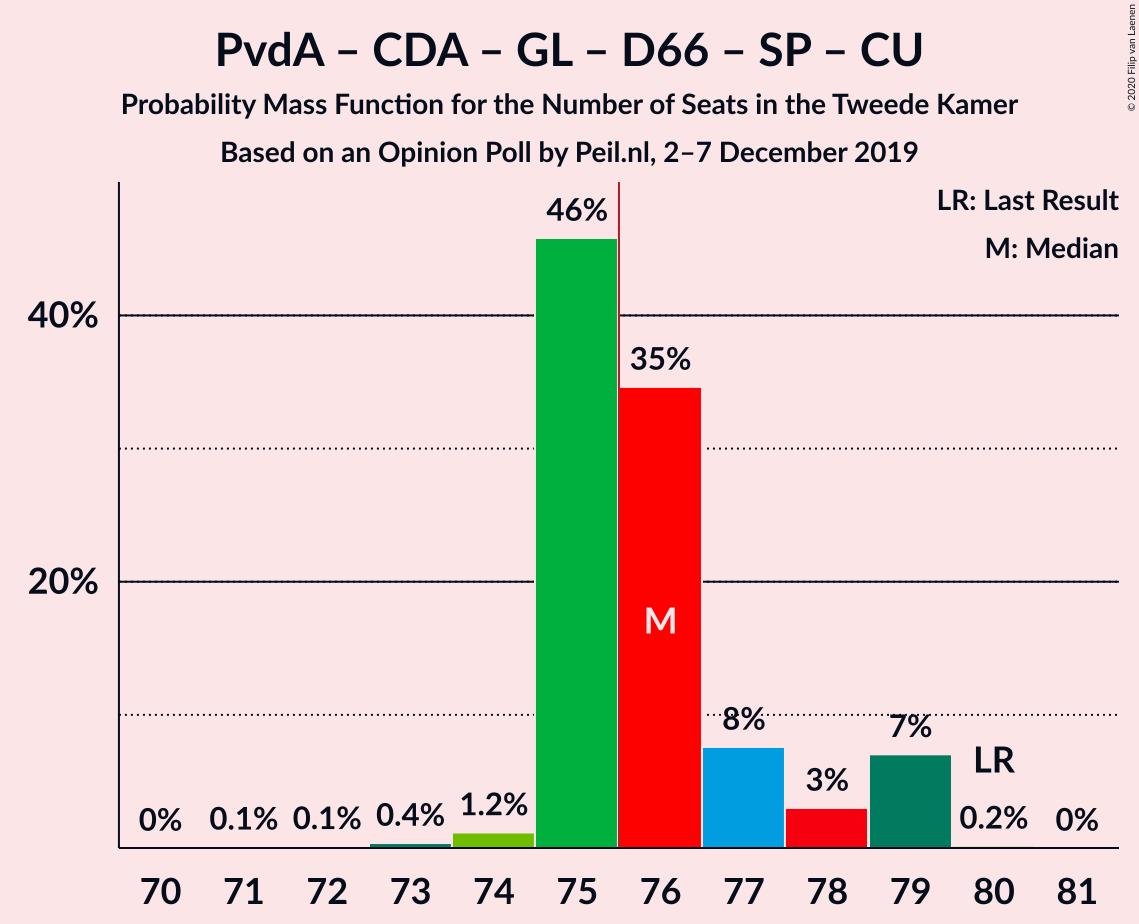 PvdA – CDA – GL – D66 – SP – CU
Probability Mass Function for the Number of Seats in the Tweede Kamer
Based on an Opinion Poll by Peil.nl, 2–7 December 2019
© 2020 Filip van Laenen
LR: Last Result
M: Median
40%
20%
0%
0.1%
0.1%
0.4%
1.2%
46%
35%
M
8%
3%
7%
LR
0.2%
0%
70 71 72 73 74 75 76 77 78 79 80 81